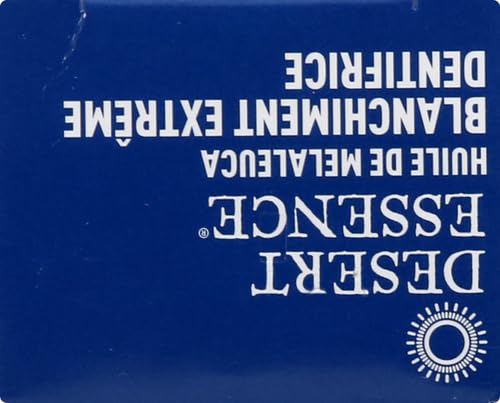 DESERT
ESSENCE®
HUILE DE MELALEUCA
BLANCHIMENT EXTRÊME
DENTIFRICE